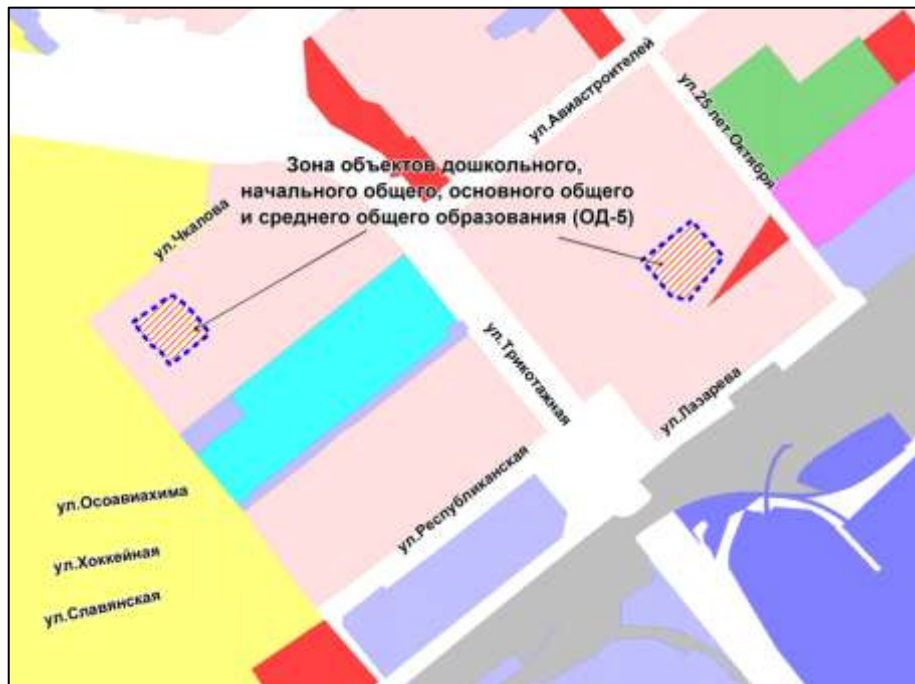 ул.Авиастроителей
ул.25 лет Октября
Зона объектов дошкольного,
начального общего, основного общего
и среднего общего образования (ОД-5)
ул.Чкалова
ул.Трикотажная
ул.Лазарева
ул.Республиканская
ул.Осоавиахима
ул.Хоккейная
ул.Славянская